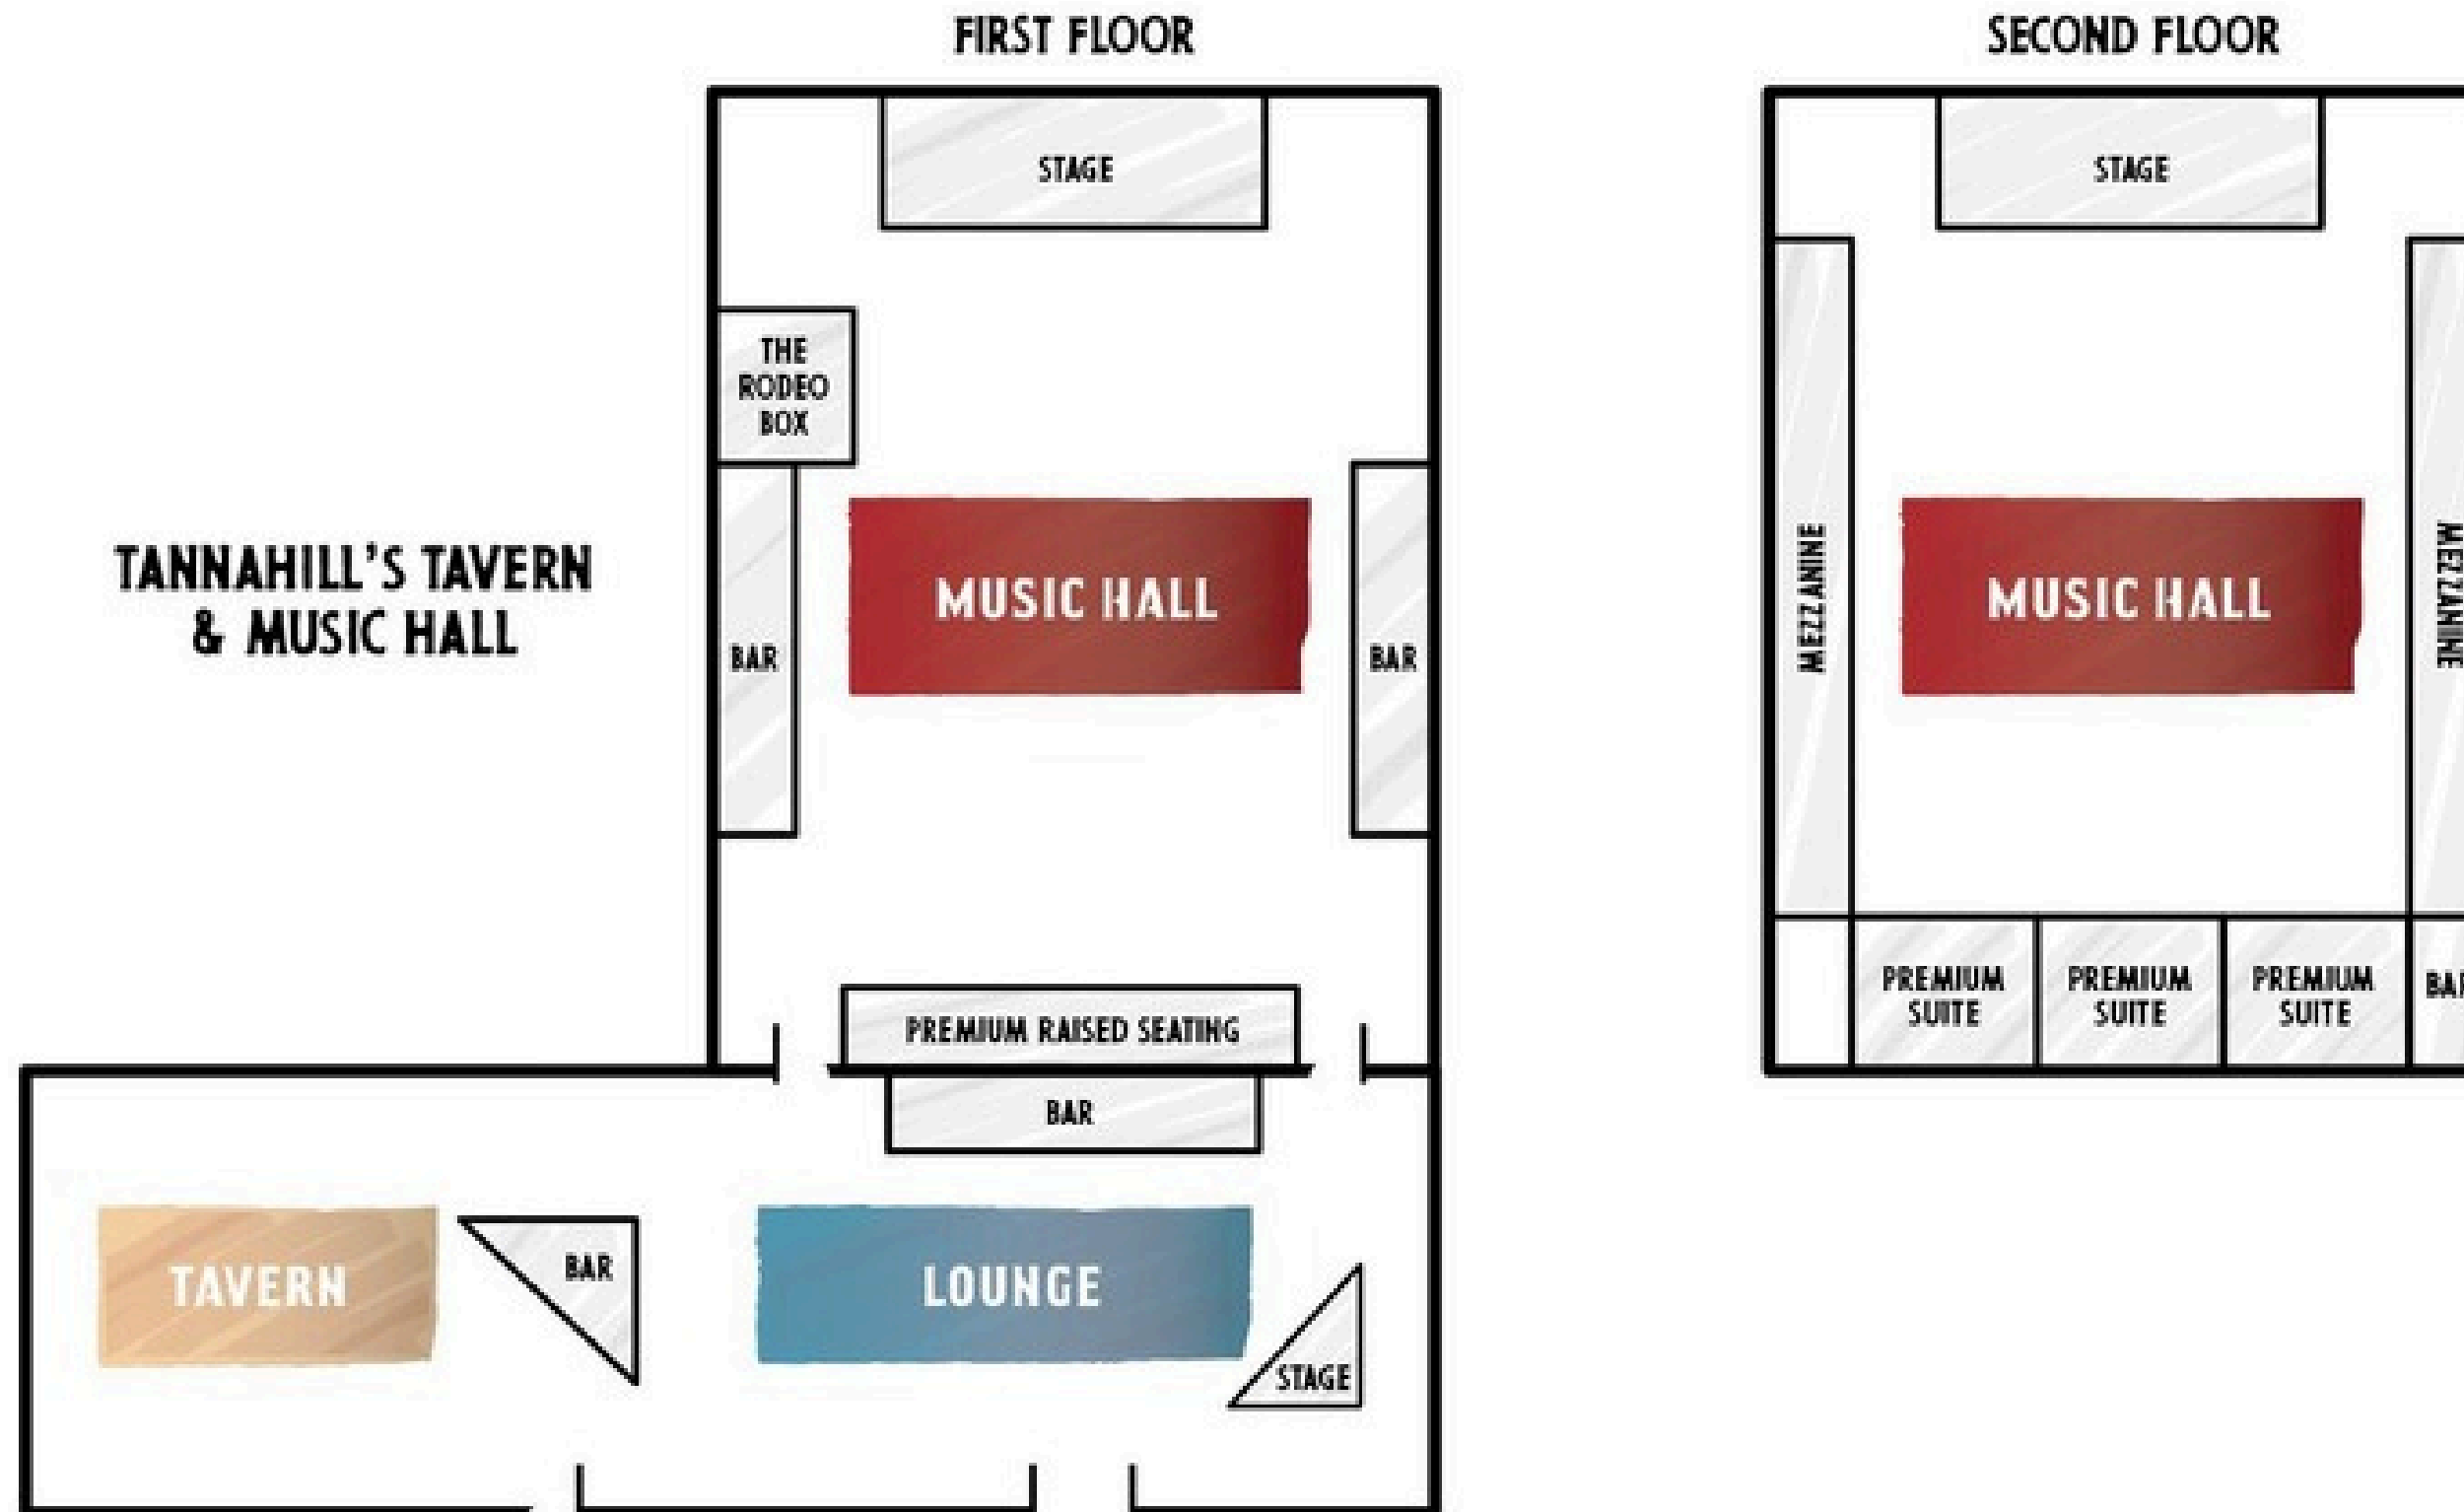 FIRST FLOOR
SECOND FLOOR
STAGE
STAGE
THE
RODEO
BOX
TANNAHILL'S TAVERN
& MUSIC HALL
MUSIC HALL
BAR
BAR
MEZZANINE
MUSIC HALL
MEZZANINE
PREMIUM
SUITE
PREMIUM
SUITE
PREMIUM
SUITE
BAR
PREMIUM RAISED SEATING
BAR
TAVERN
BAR
LOUNGE
STAGE